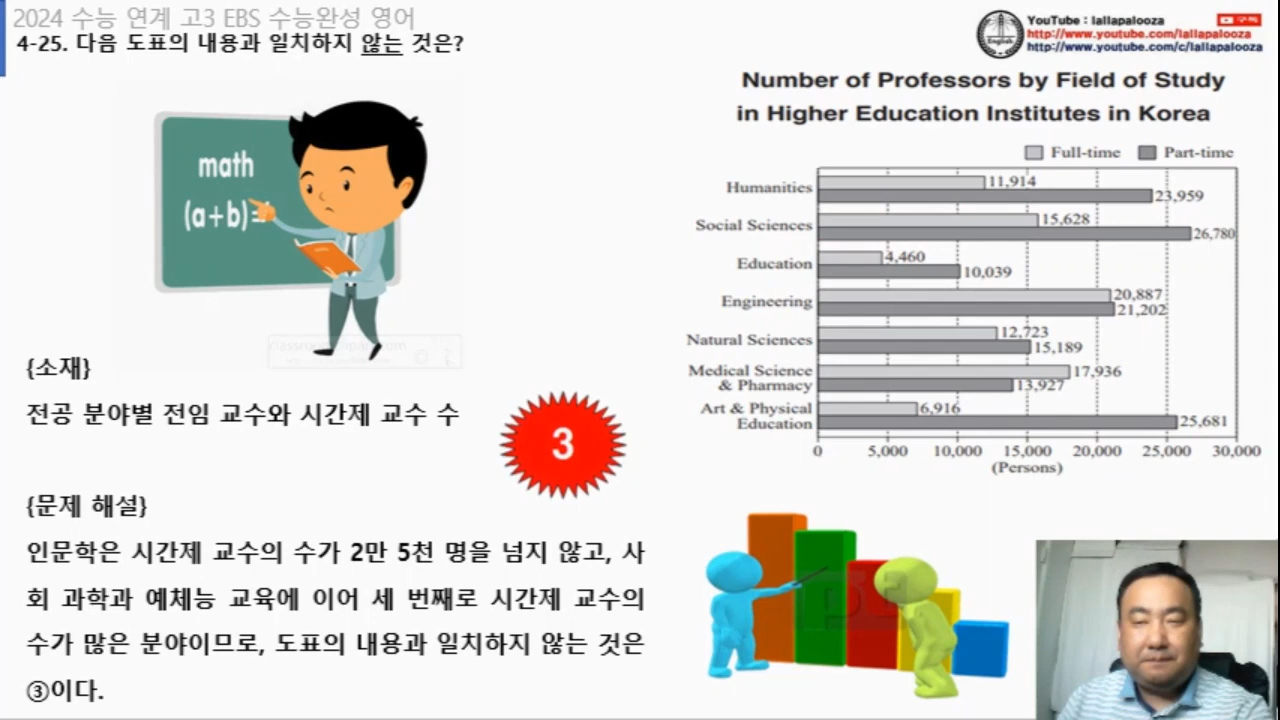 2024 수능 연계 고3 EBS 수능완성 영어
4-25. 다음 도표의 내용과 일치하지 않는 것은?
YouTube : lallapalooza
구독
http://www.youtube.com/lallapalooza
http://www.youtube.com/c/lallapalooza
English
math
(a+b)=
Number of Professors by Field of Study
in Higher Education Institutes in Korea
Full-time Part-time
Humanities 11,914 23,959
Social Sciences 15,628 26,780
Education 4,460 10,039
Engineering 20,887 21,202
Natural Sciences 12,723 15,189
Medical Science
& Pharmacy 17,936 13,927
Art & Physical
Education 6,916 25,681
0 5,000 10,000 15,000 20,000 25,000 30,000
(Persons)
{소재}
전공 분야별 전임 교수와 시간제 교수 수
3
{문제 해설}
인문학은 시간제 교수의 수가 2만 5천 명을 넘지 않고, 사
회 과학과 예체능 교육에 이어 세 번째로 시간제 교수의
수가 많은 분야이므로, 도표의 내용과 일치하지 않는 것은
③이다.